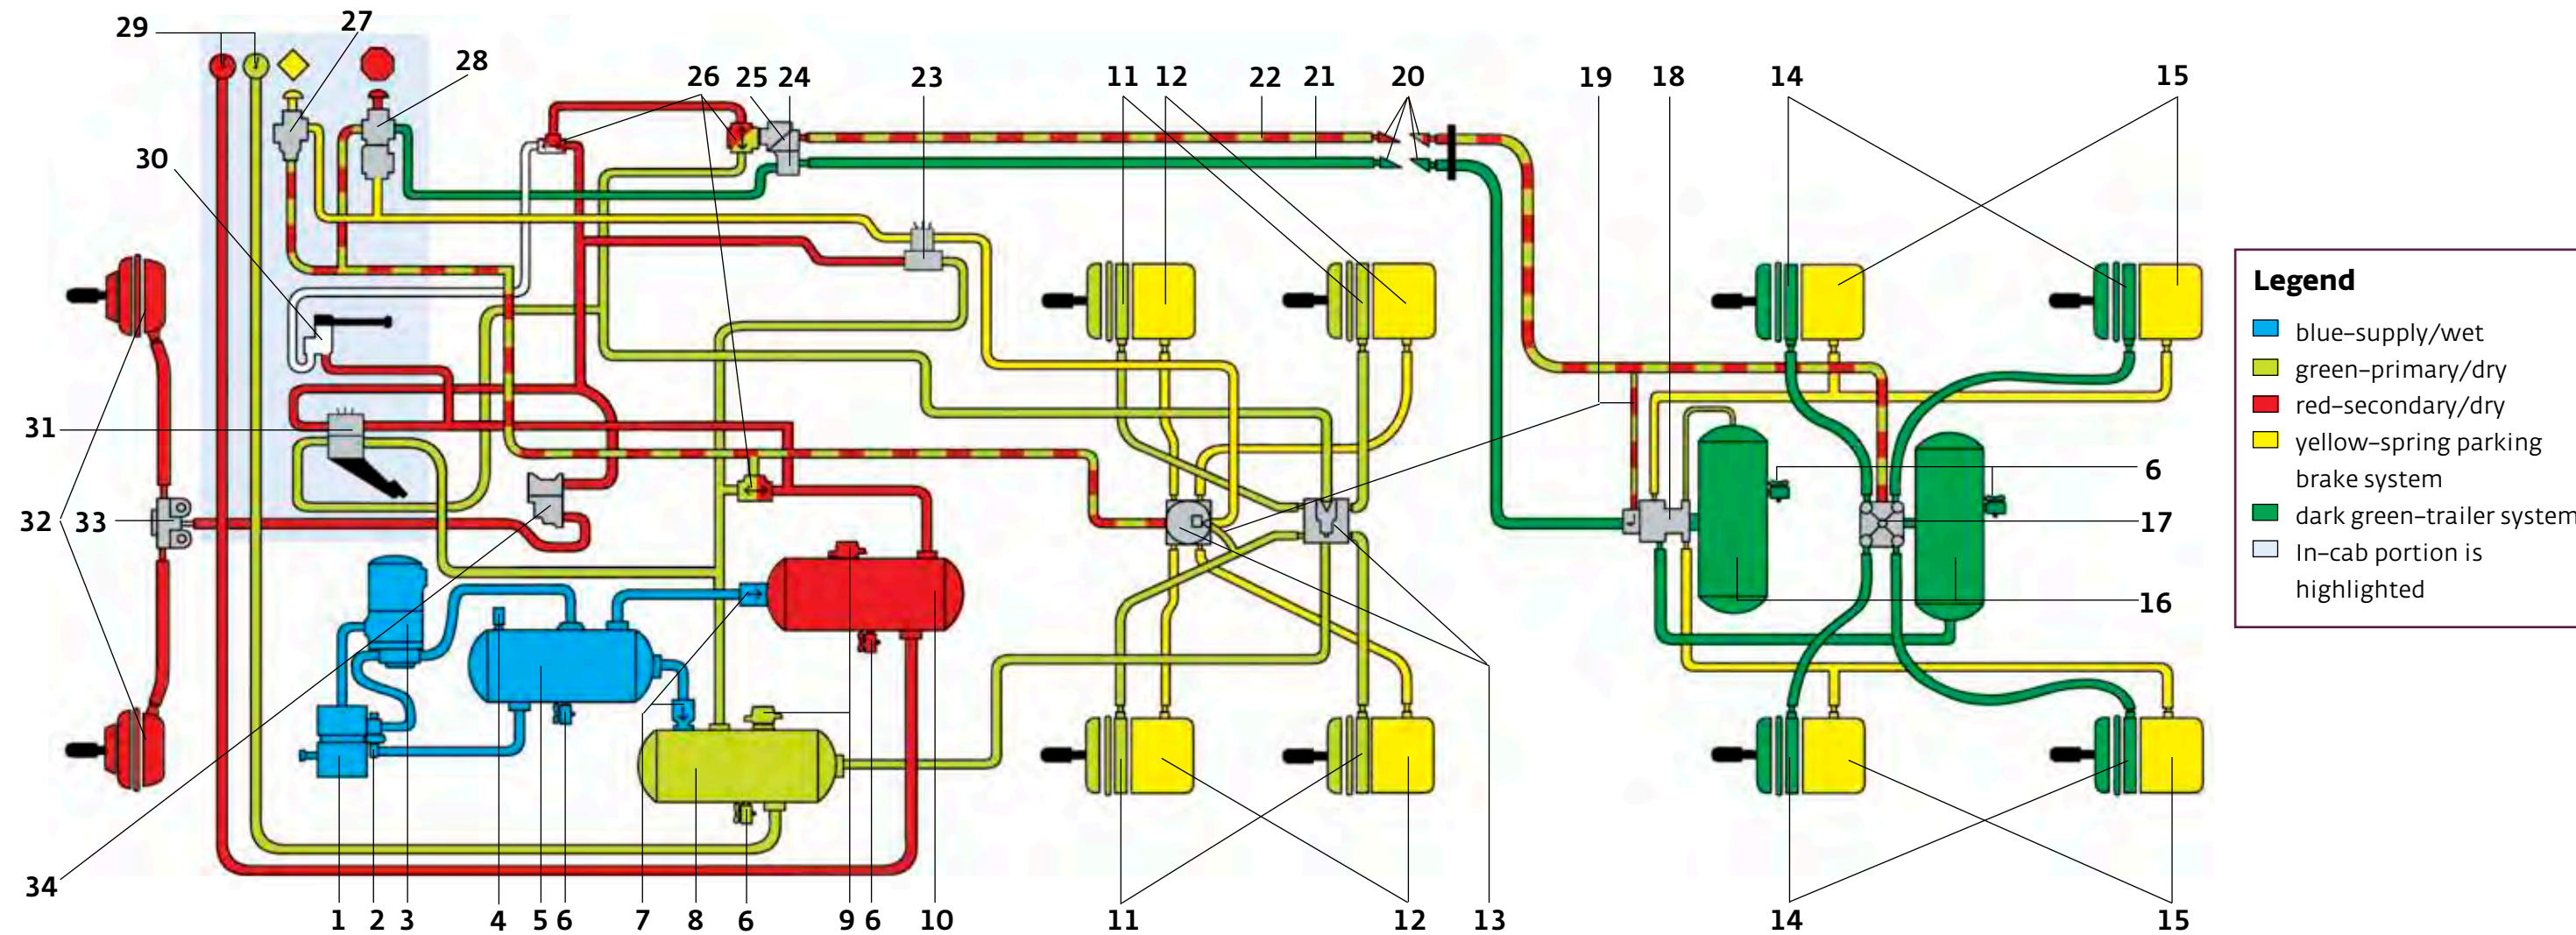 29
27
28
26 25 24
23
11 12
22
21
20
19
18
14
15
30
31
32
33
34
6
17
16
1 2 3
4
5 6
7
8
6
9 6
10
11
12
13
14
15
Legend
blue-supply/wet
green-primary/dry
red-secondary/dry
yellow-spring parking
brake system
dark green-trailer system
In-cab portion is
highlighted